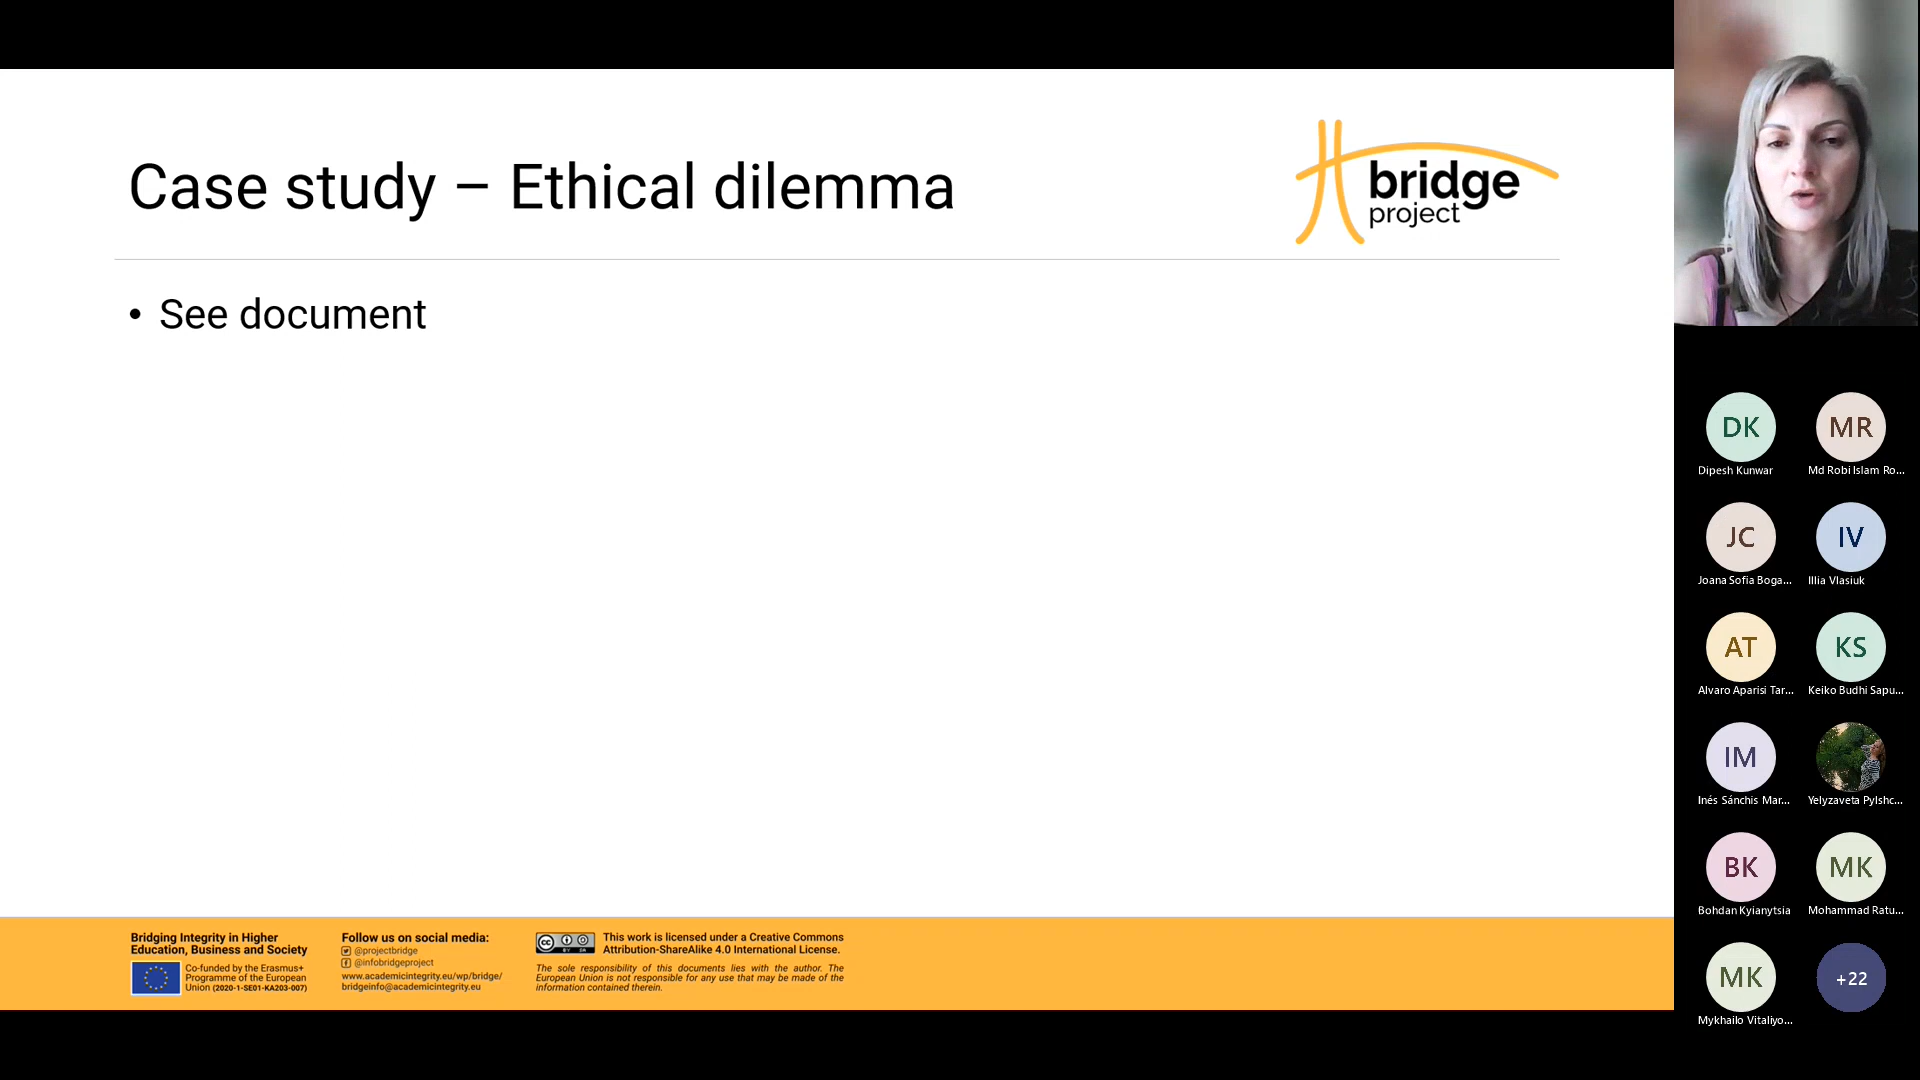 Case study – Ethical dilemma
bridge
project
• See document
Bridging Integrity in Higher
Education, Business and Society
Co-funded by the Erasmus+
Programme of the European
Union (2020-1-SE01-KA203-007)
Follow us on social media:
@projectbridge
@infobridgeproject
www.academicintegrity.eu/wp/bridge/
bridgeinfo@academicintegrity.eu
cc
BY SA
This work is licensed under a Creative Commons
Attribution-ShareAlike 4.0 International License.
The sole responsibility of this documents lies with the author. The
European Union is not responsible for any use that may be made of the
information contained therein.
DK
Dipesh Kunwar
MR
Md Robi Islam Ro...
JC
Joana Sofia Boga...
IV
Illia Vlasiuk
AT
Alvaro Aparisi Tar...
KS
Keiko Budhi Sapu...
IM
Inés Sánchis Mar...
Yelyzaveta Pylshc...
BK
Bohdan Kyianytsia
MK
Mohammad Ratu...
MK
Mykhailo Vitaliyo...
+22